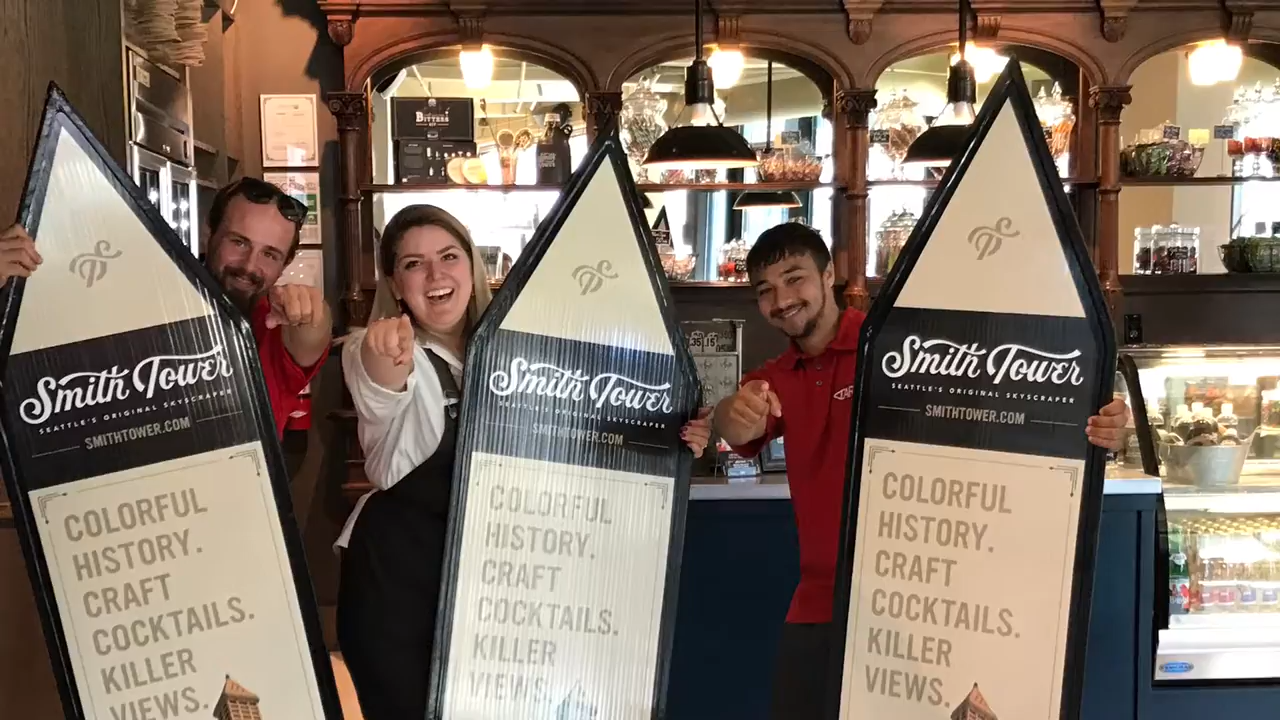 BITTERS
Smith Tower
SEATTLE'S ORIGINAL SKYSCRAPER
SMITHTOWER.COM
COLORFUL
HISTORY.
CRAFT
COCKTAILS.
KILLER
VIEWS.
Smith Tower
SEATTLE'S ORIGINAL SKYSCRAPER
SMITHTOWER.COM
COLORFUL
HISTORY.
CRAFT
COCKTAILS.
KILLER
VIEWS.
Smith Tower
SEATTLE'S ORIGINAL SKYSCRAPER
SMITHTOWER.COM
COLORFUL
HISTORY.
CRAFT
COCKTAILS.
KILLER
VIEWS.